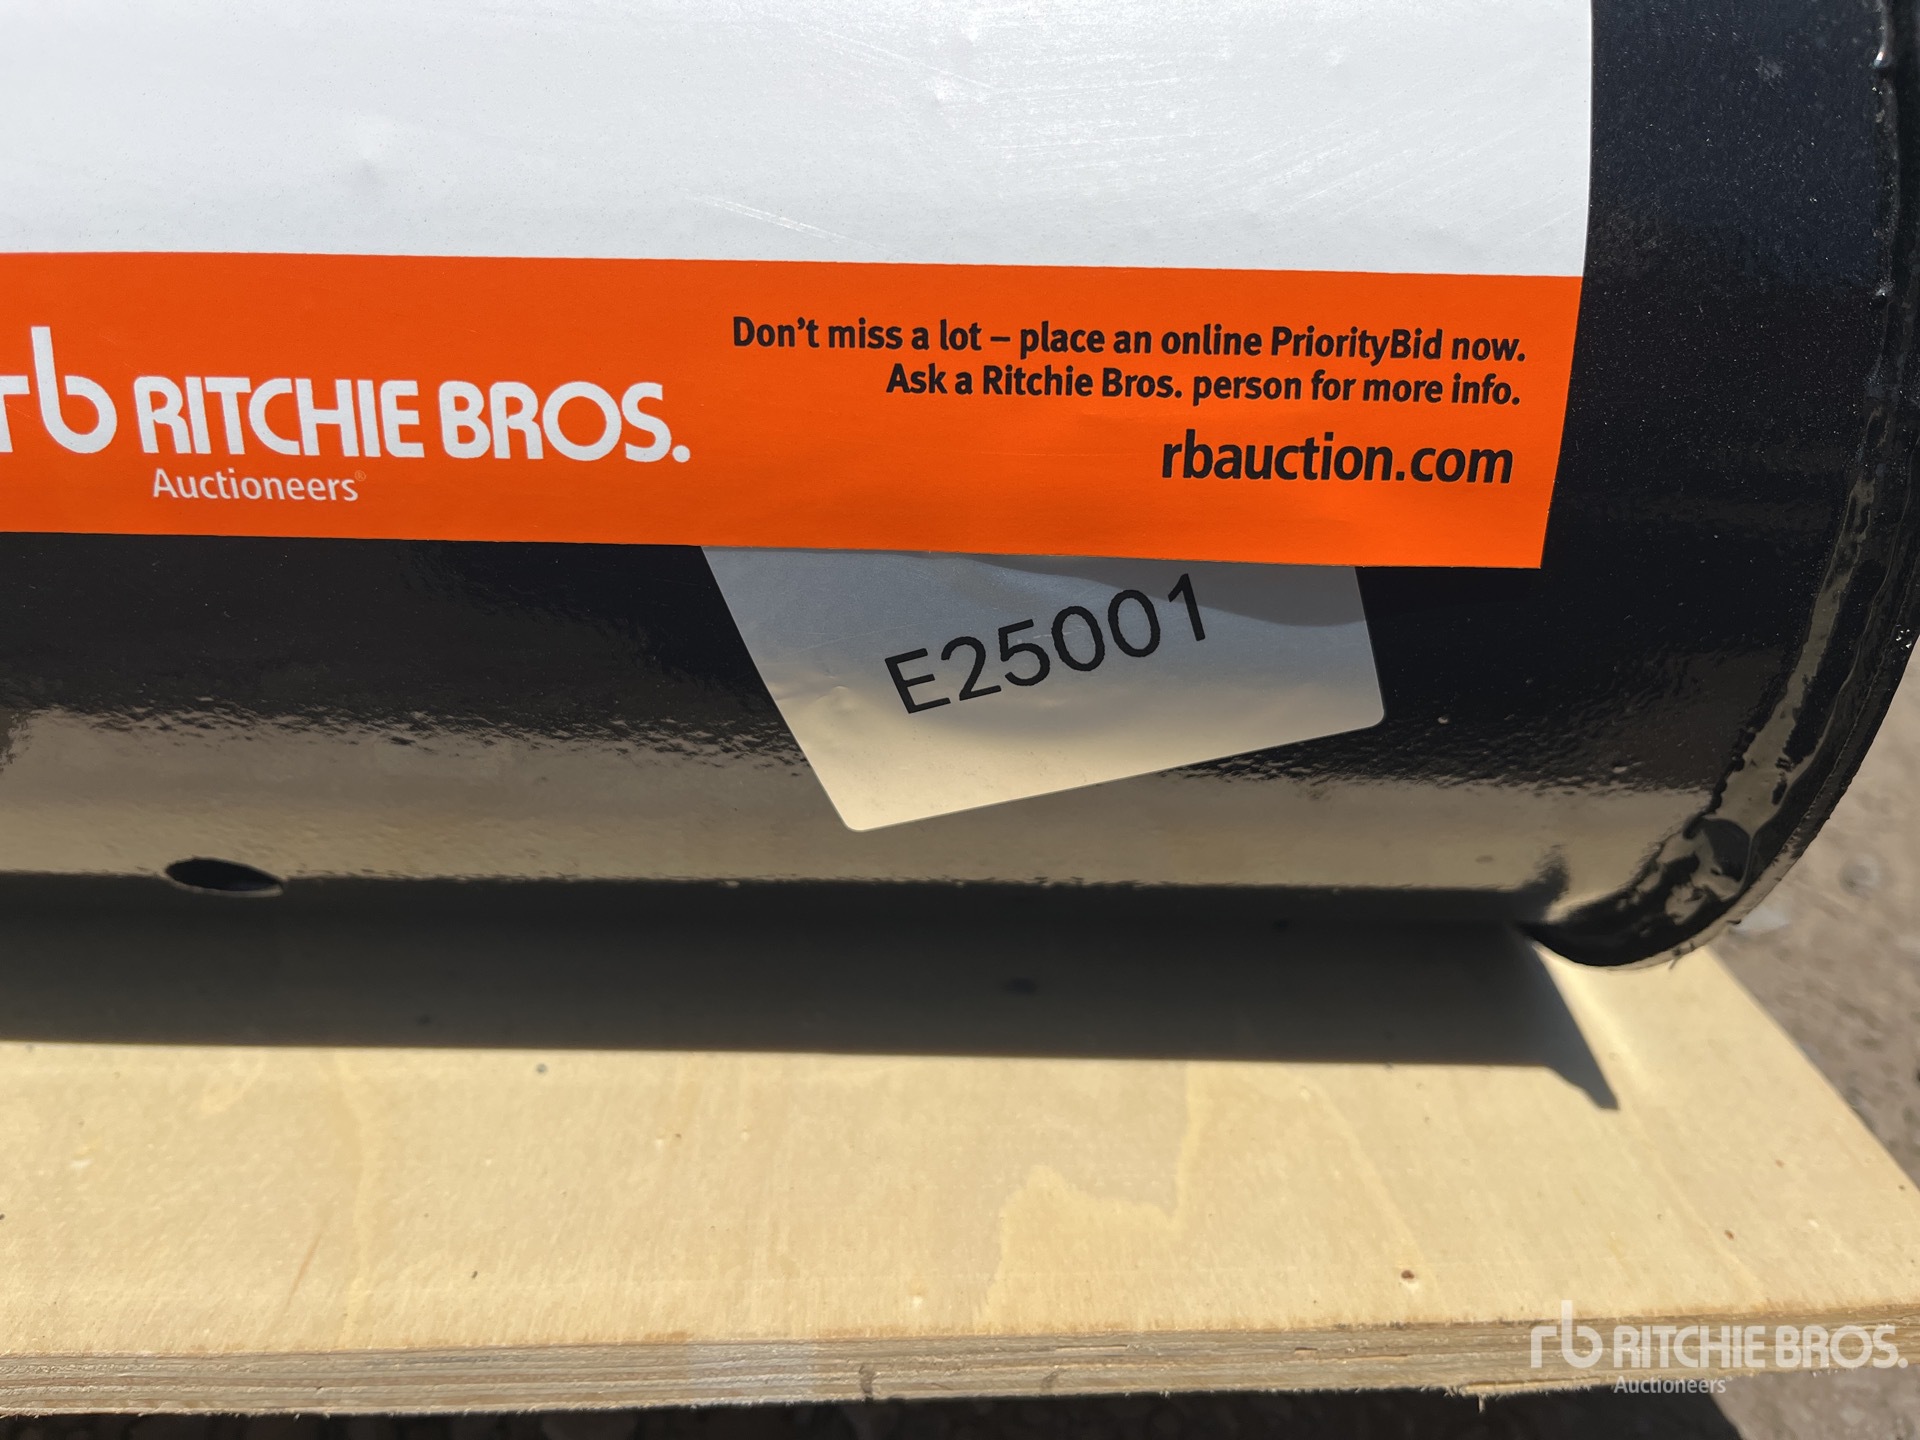 Don't miss a lot – place an online PriorityBid now.
Ask a Ritchie Bros. person for more info.
rb RITCHIE BROS.
Auctioneers®
rbauction.com
E25001
rb RITCHIE BROS.
Auctioneers